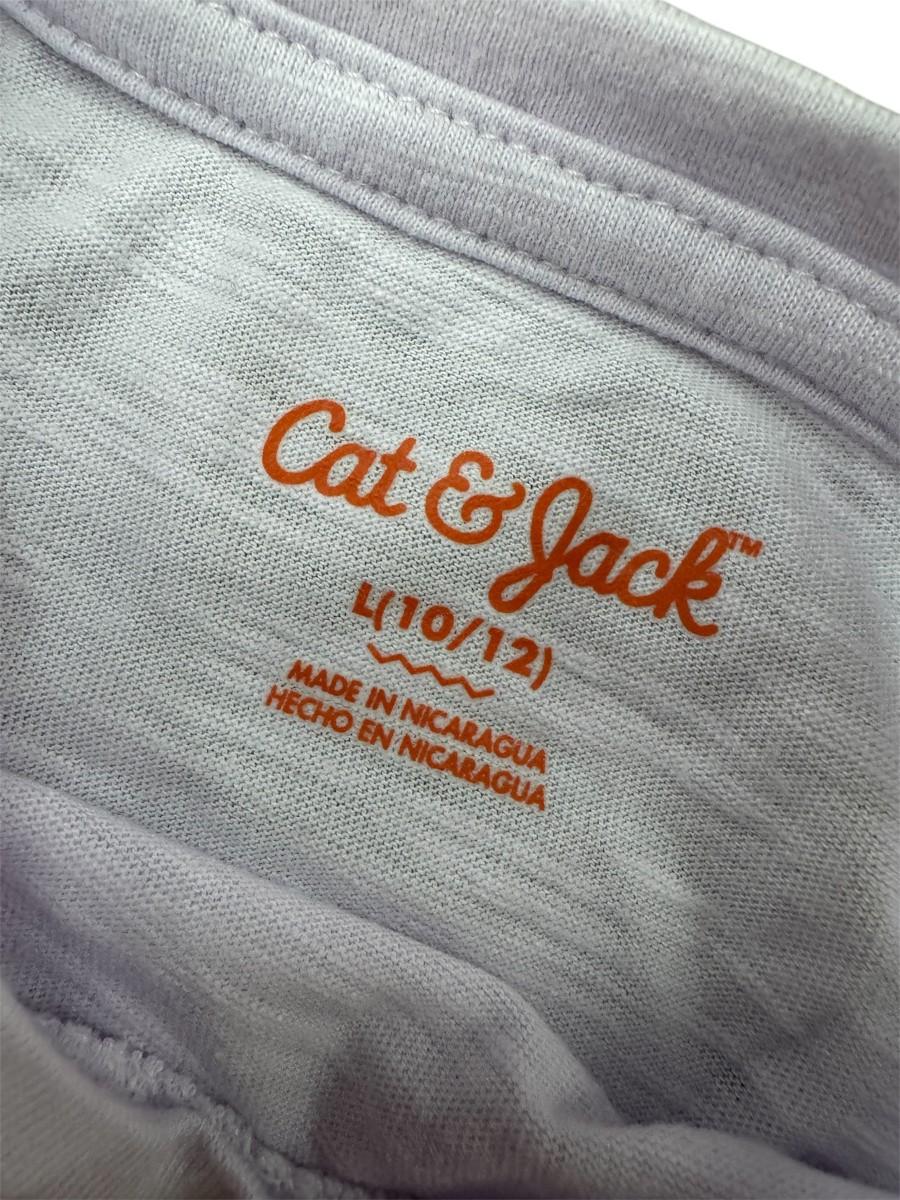 Cat & Jack™
L(10/12)
MADE IN NICARAGUA
HECHO EN NICARAGUA